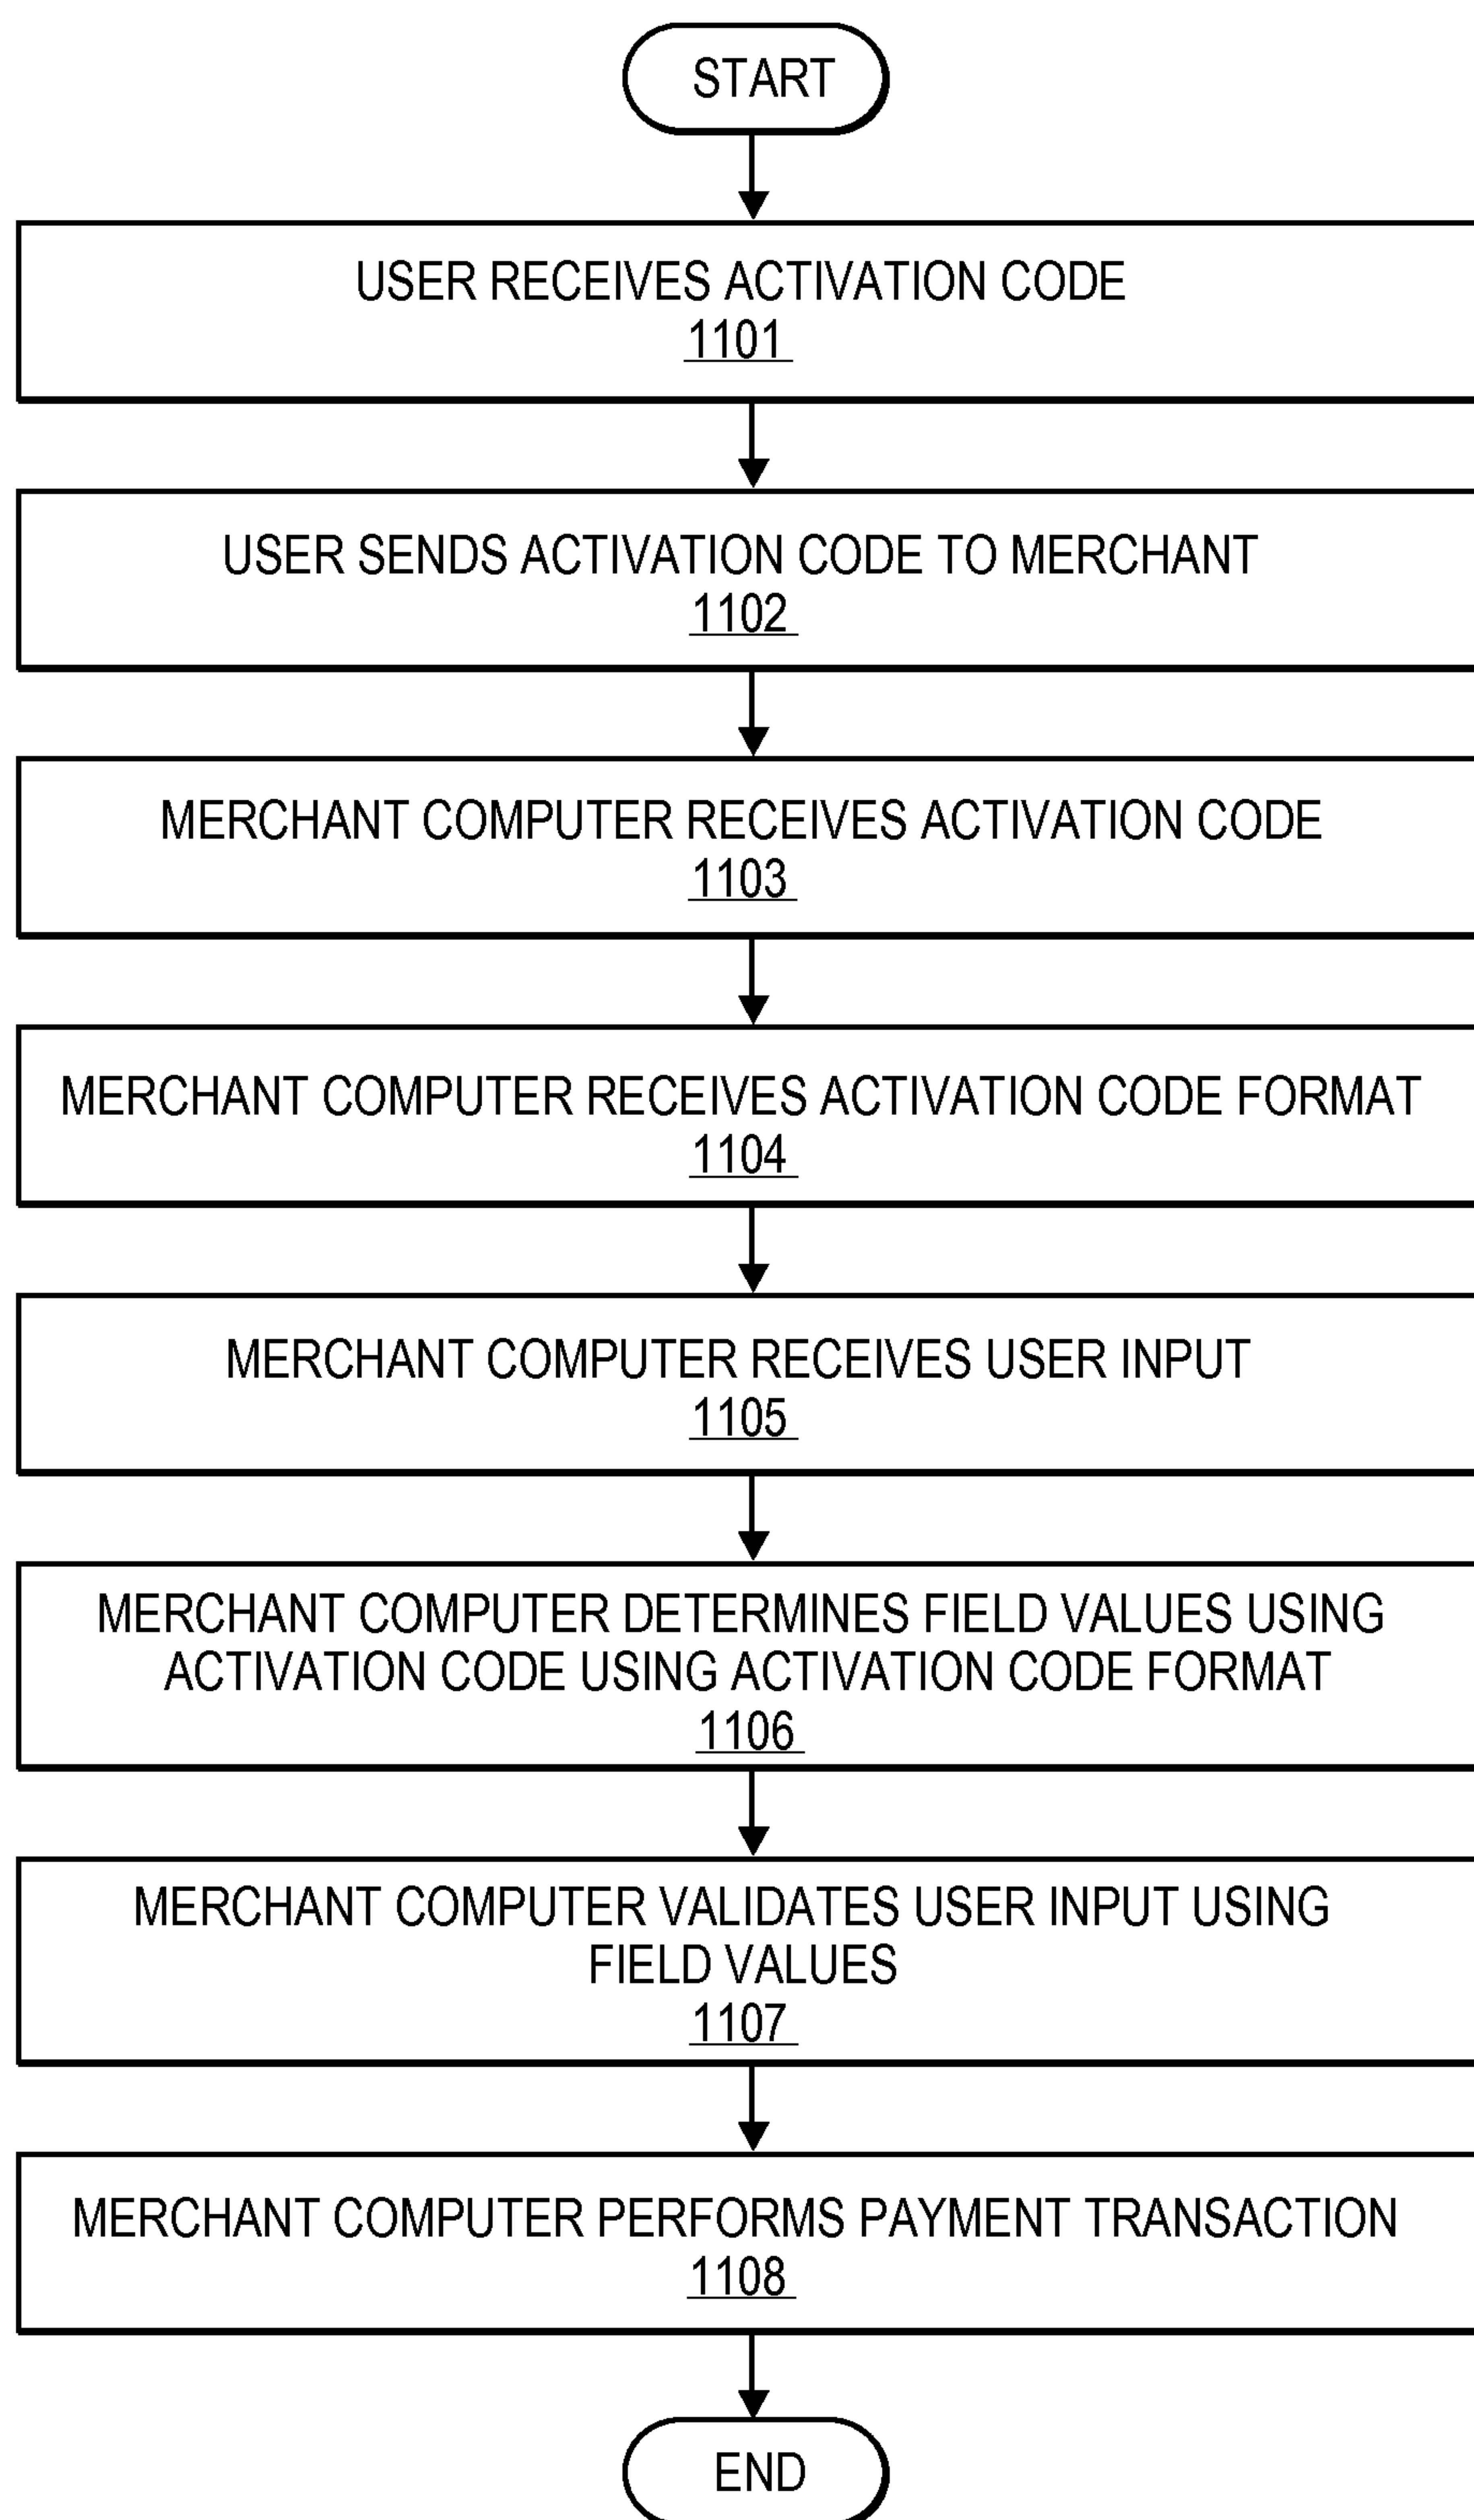 START
USER RECEIVES ACTIVATION CODE
1101
USER SENDS ACTIVATION CODE TO MERCHANT
1102
MERCHANT COMPUTER RECEIVES ACTIVATION CODE
1103
MERCHANT COMPUTER RECEIVES ACTIVATION CODE FORMAT
1104
MERCHANT COMPUTER RECEIVES USER INPUT
1105
MERCHANT COMPUTER DETERMINES FIELD VALUES USING
ACTIVATION CODE USING ACTIVATION CODE FORMAT
1106
MERCHANT COMPUTER VALIDATES USER INPUT USING
FIELD VALUES
1107
MERCHANT COMPUTER PERFORMS PAYMENT TRANSACTION
1108
END